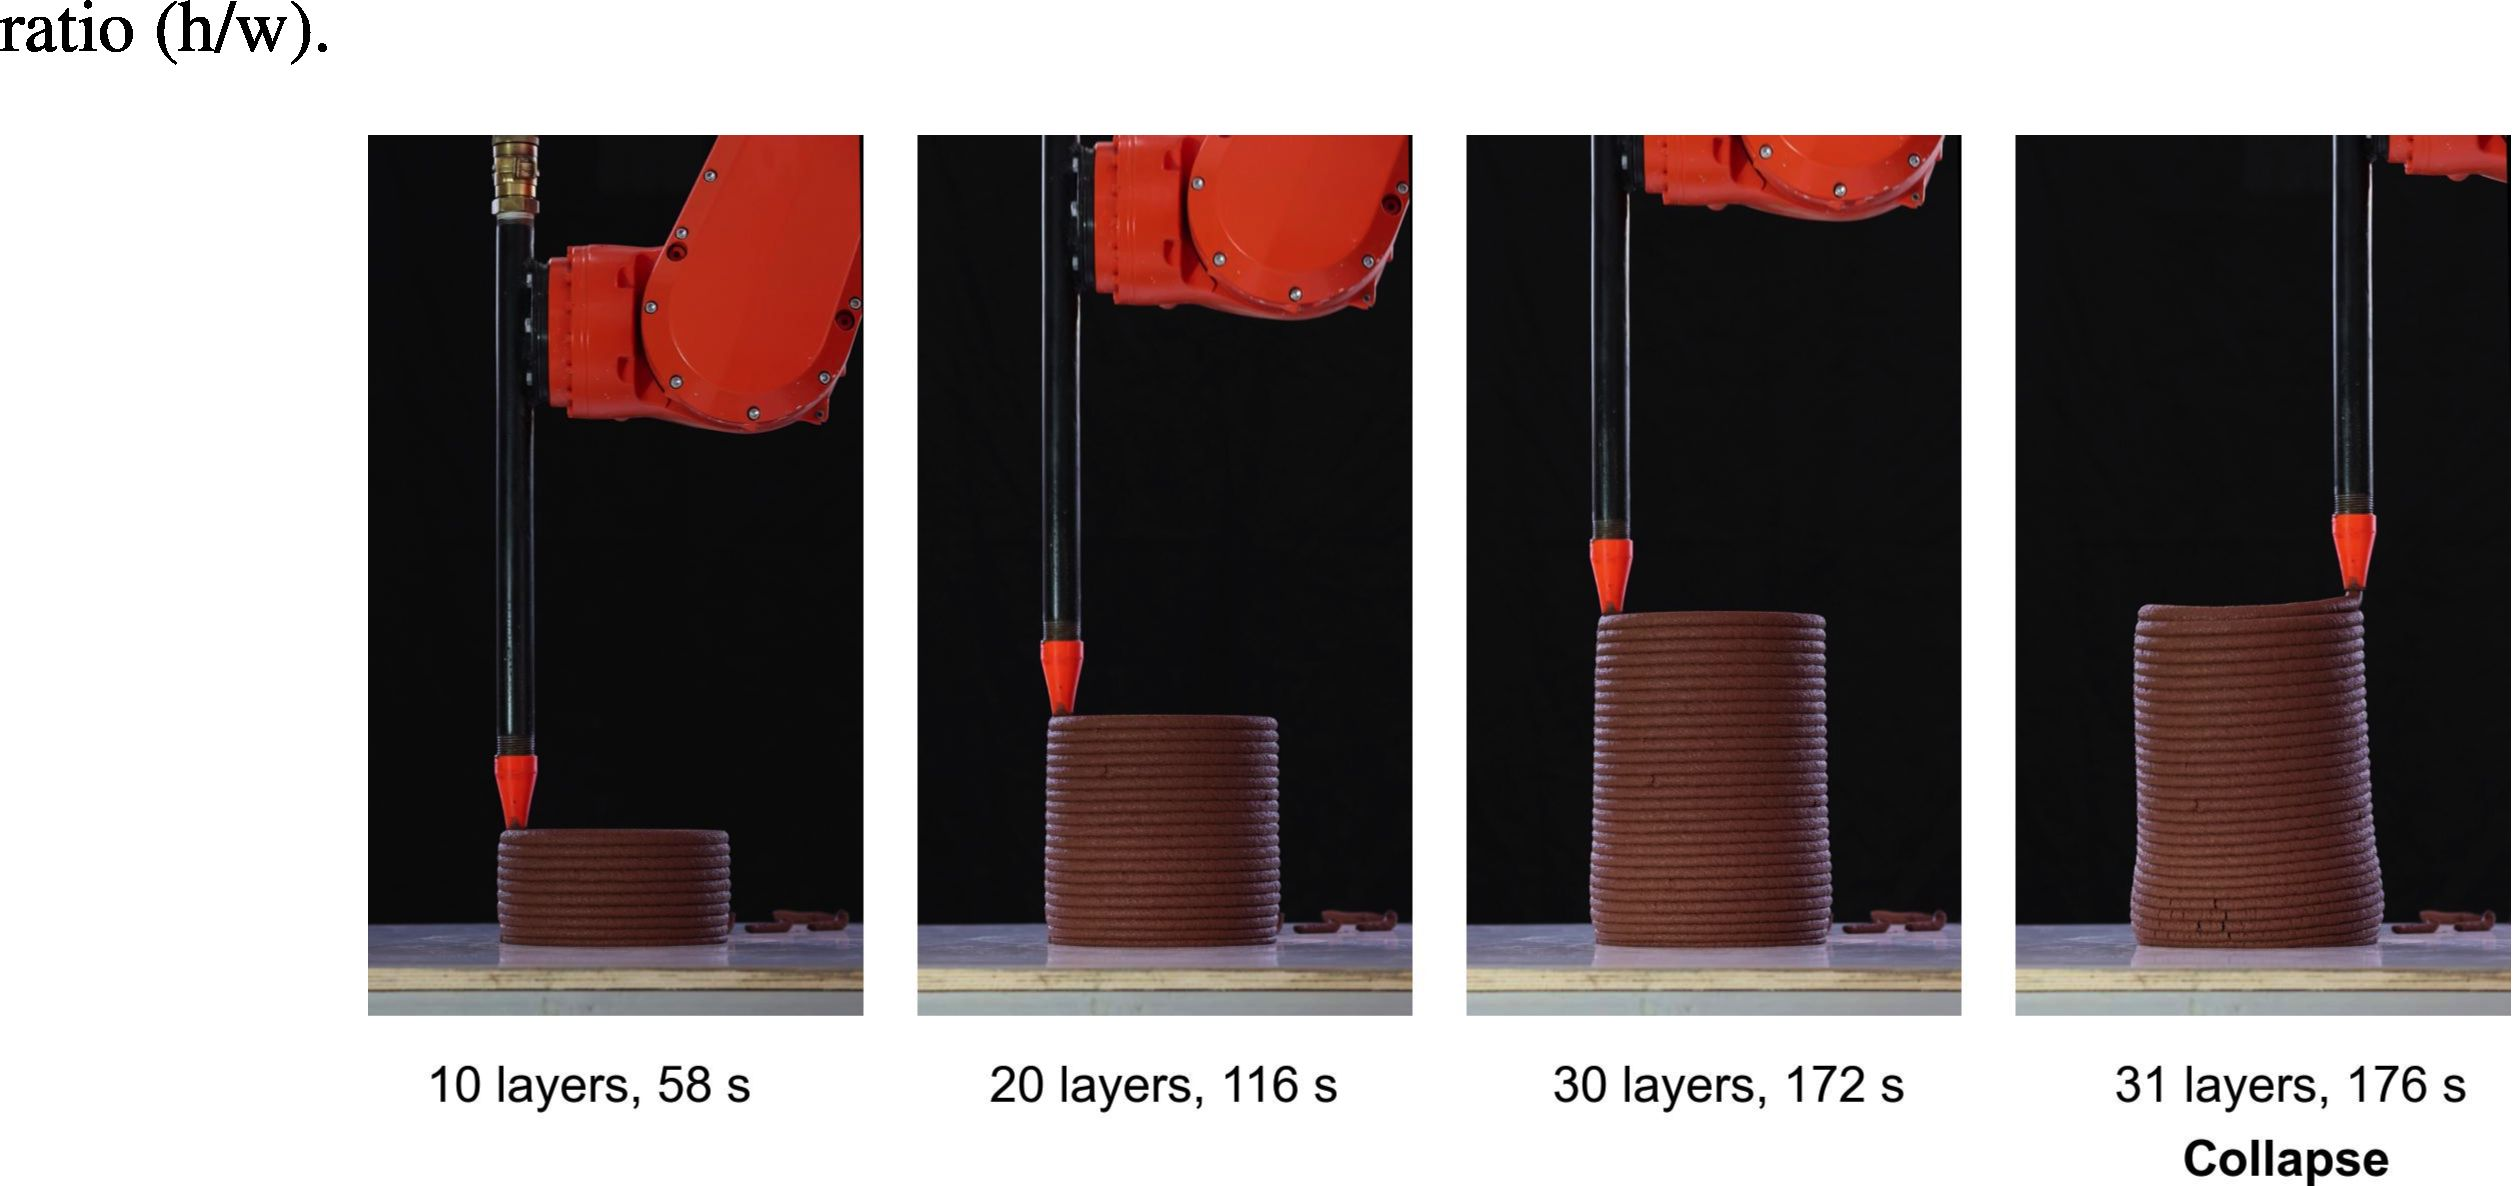 ratio (h/w).
10 layers, 58 s
20 layers, 116 s
30 layers, 172 s
31 layers, 176 s
Collapse